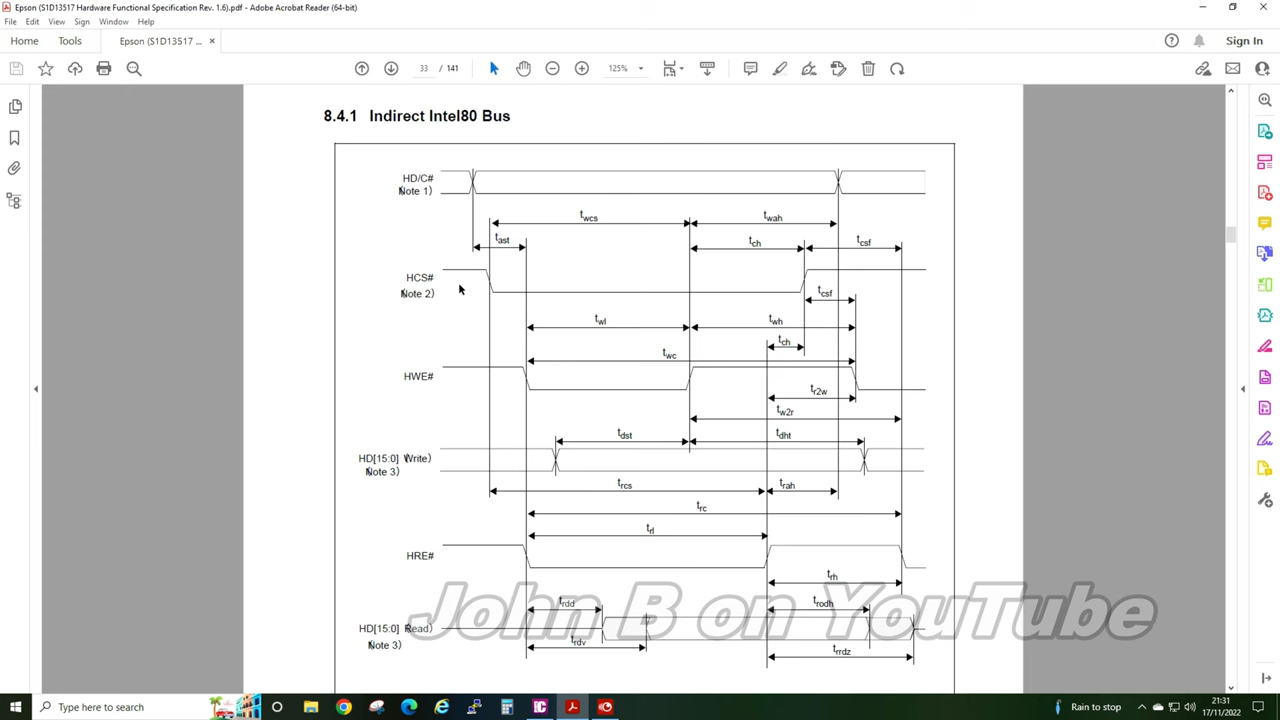 Epson (S1D13517 Hardware Functional Specification Rev. 1.6).pdf - Adobe Acrobat Reader (64-bit)
File Edit View Sign Window Help
Home Tools Epson (S1D13517 ... × Sign In
33 / 141 125%
8.4.1 Indirect Intel80 Bus
HD/C#
(Note 1)
twcs twah
tast tch tcsf
HCS#
(Note 2)
tcsf
twl twh
tch
twc
HWE#
tr2w
tw2r
tdst tdht
HD[15:0] (Write)
(Note 3)
trcs trah
trc
trl
HRE#
trh
John B on YouTube
trdd trodh
HD[15:0] (Read)
(Note 3)
trdv
trrdz
Type here to search
Rain to stop
21:31
17/11/2022